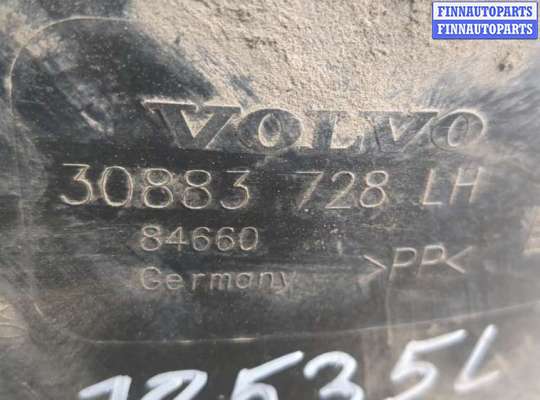 FINNAUTOPARTS
FINNAUTOPARTS
VOLVO
30883 728 LH
84660
Germany >PP<